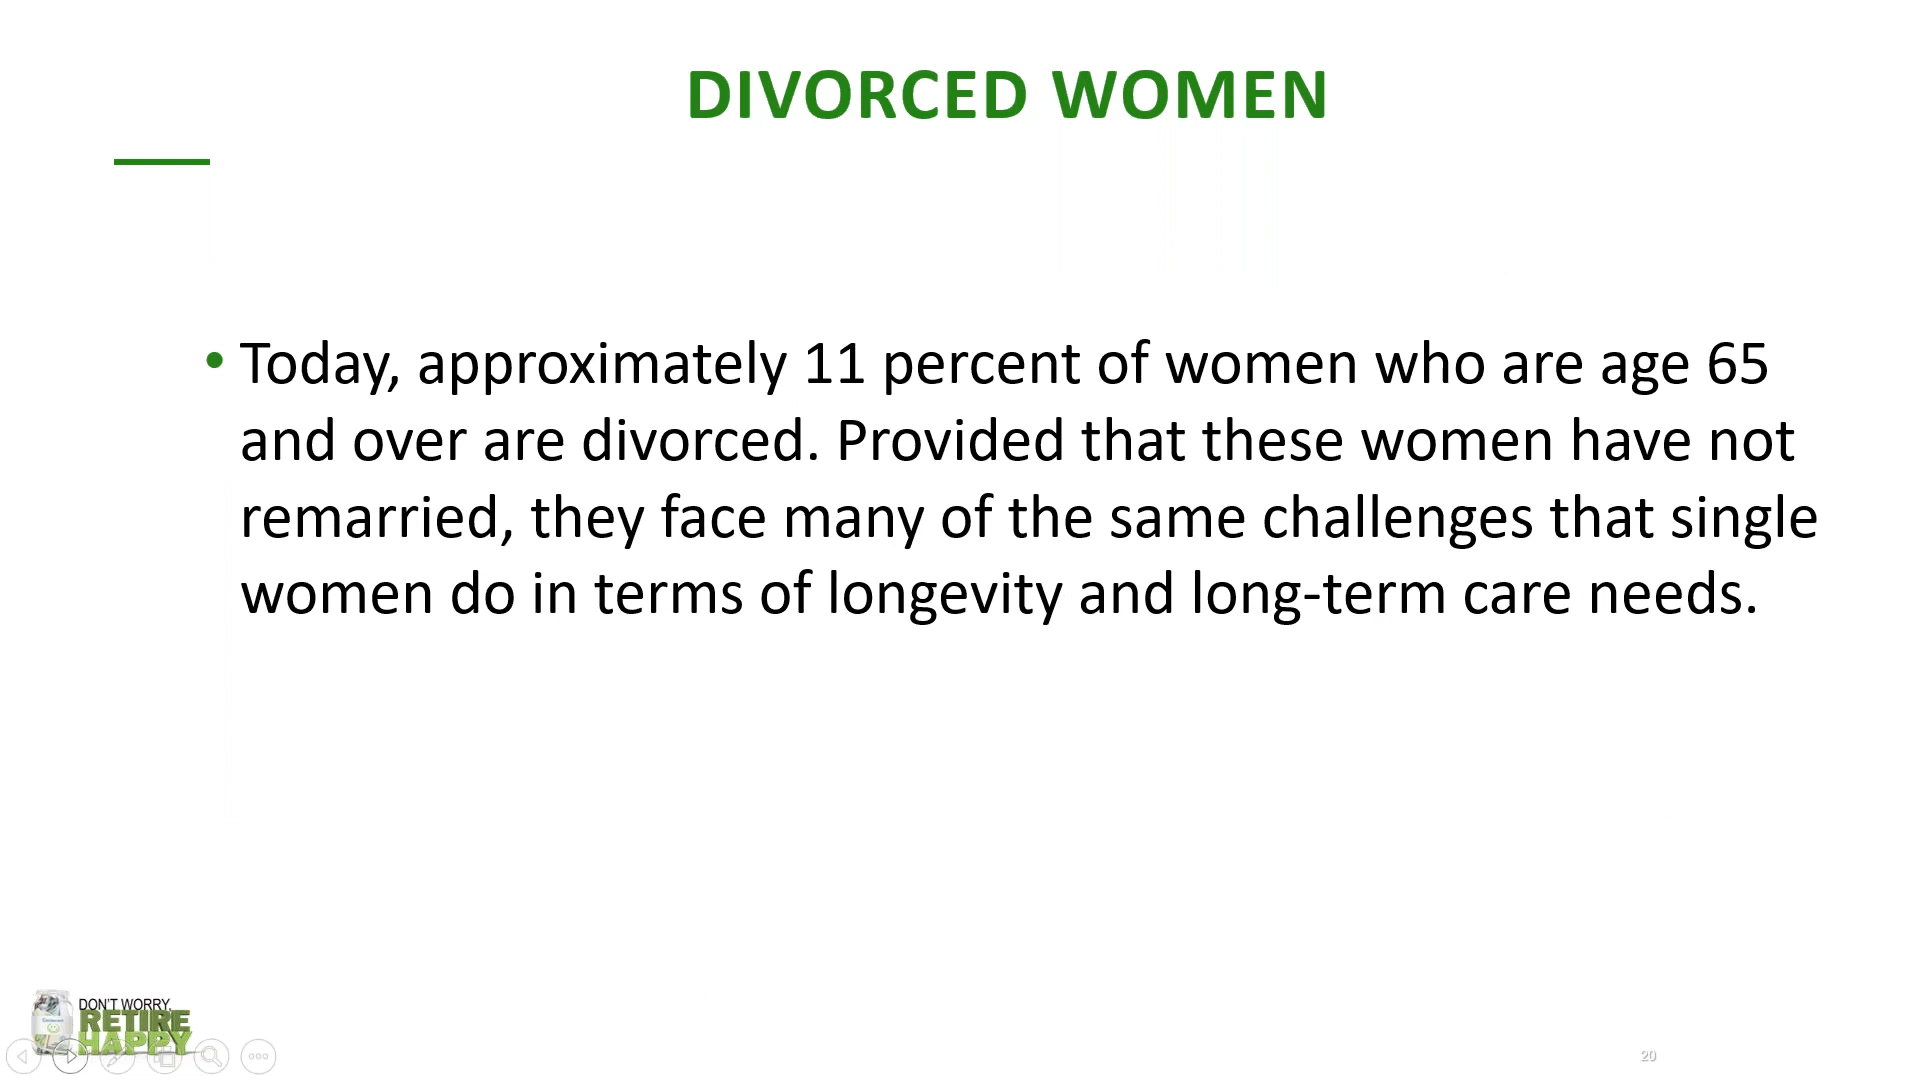 DIVORCED WOMEN
• Today, approximately 11 percent of women who are age 65
and over are divorced. Provided that these women have not
remarried, they face many of the same challenges that single
women do in terms of longevity and long-term care needs.
DON'T WORRY,
RETIRE
HAPPY
20